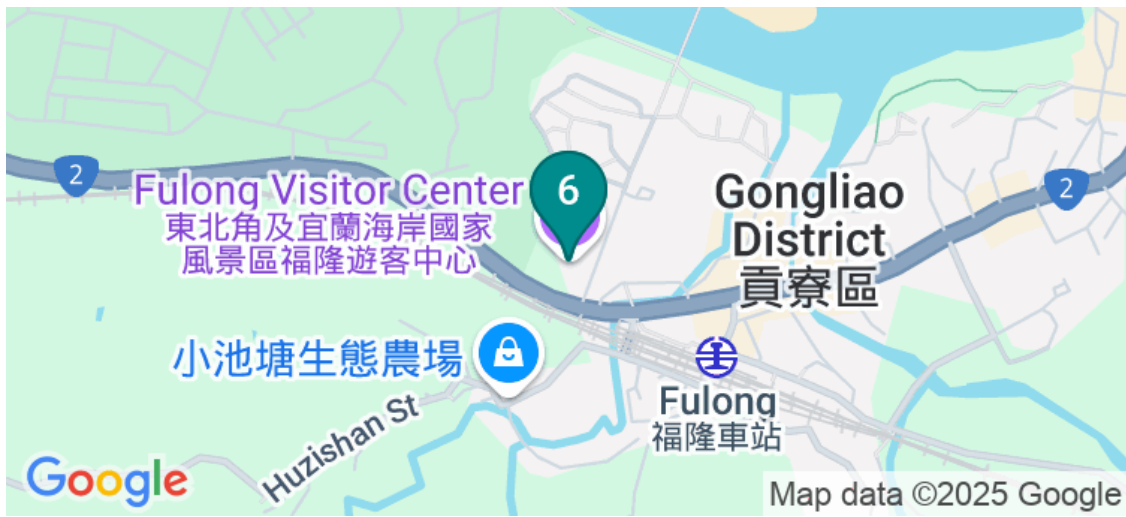 2
Fulong Visitor Center
東北角及宜蘭海岸國家
風景區福隆遊客中心
6
Gongliao
District
貢寮區
2
小池塘生態農場
Fulong
福隆車站
Huzishan St
Google
Map data ©2025 Google